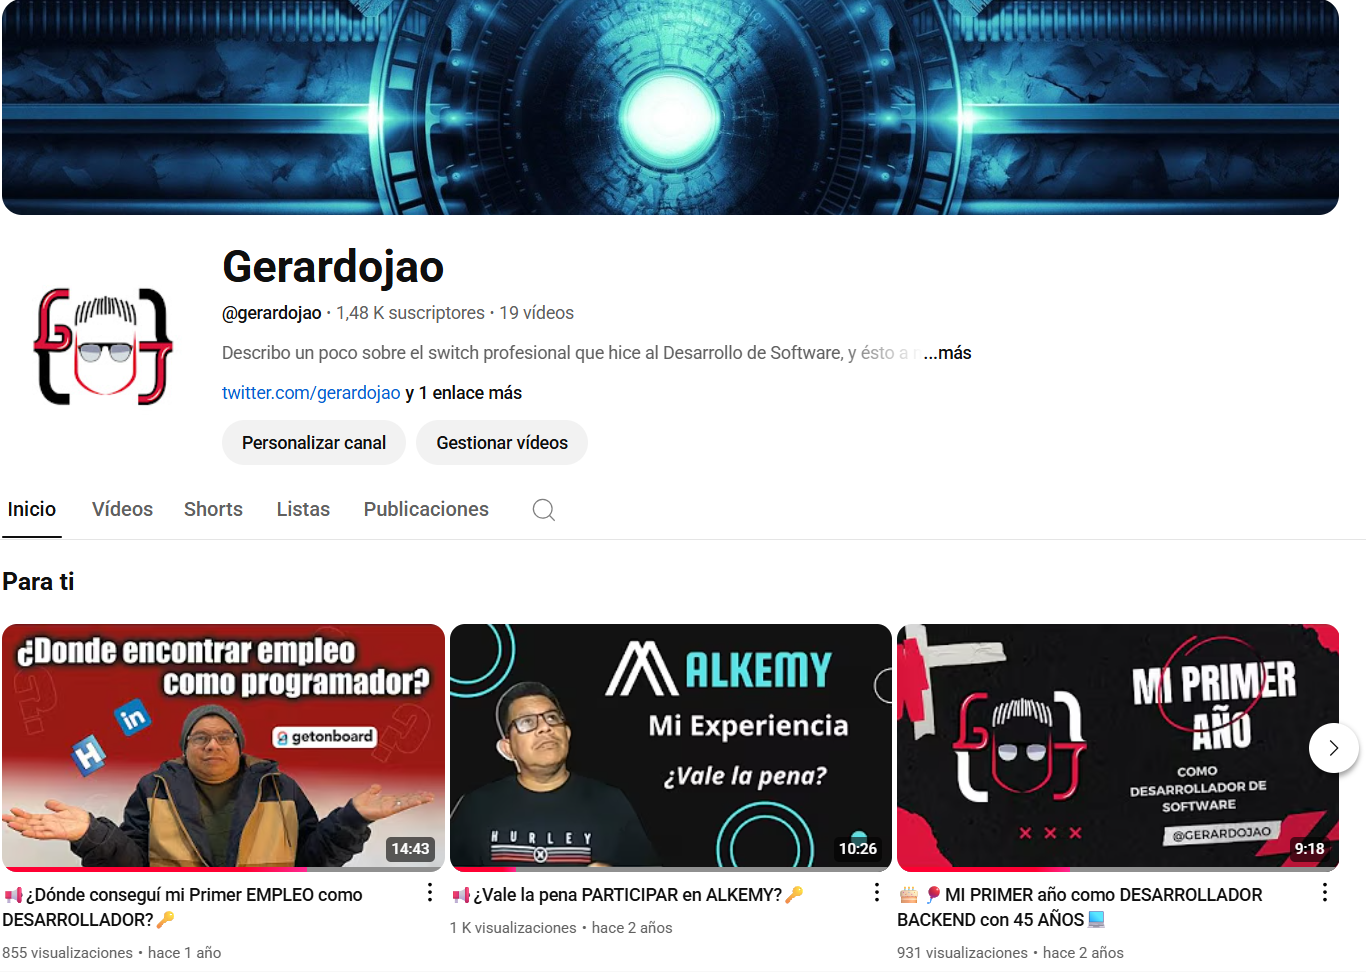 Gerardojao
@gerardojao • 1,48 K suscriptores • 19 vídeos
Describo un poco sobre el switch profesional que hice al Desarrollo de Software, y ésto a ...más
twitter.com/gerardojao y 1 enlace más
Personalizar canal
Gestionar vídeos
Inicio
Vídeos
Shorts
Listas
Publicaciones
Para ti
¿Donde encontrar empleo
como programador?
in
H
getonboard
14:43
ALKEMY
Mi Experiencia
¿Vale la pena?
HURLEY
10:26
MI PRIMER
AÑO
COMO
DESARROLLADOR DE
SOFTWARE
@GERARDOJAO
9:18
📢¿Dónde conseguí mi Primer EMPLEO como
DESARROLLADOR?🔑
855 visualizaciones • hace 1 año
📢¿Vale la pena PARTICIPAR en ALKEMY?🔑
1 K visualizaciones • hace 2 años
🎂🎈MI PRIMER año como DESARROLLADOR
BACKEND con 45 AÑOS💻
931 visualizaciones • hace 2 años